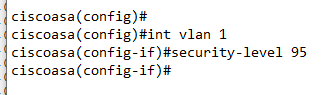 ciscoasa(config)#
ciscoasa(config)#int vlan 1
ciscoasa(config-if)#security-level 95
ciscoasa(config-if)#